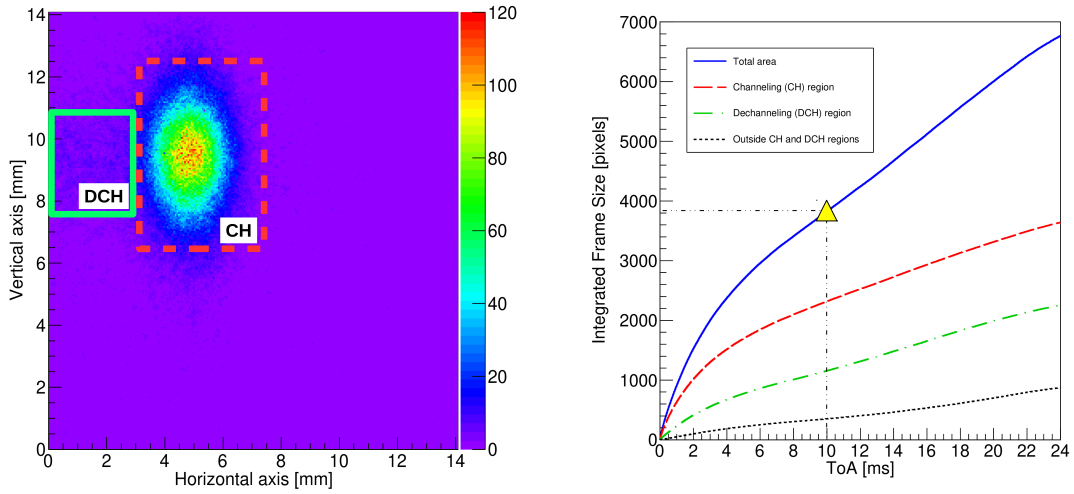 14
12
10
8
6
4
2
0
Vertical axis [mm]
DCH
CH
0 2 4 6 8 10 12 14
Horizontal axis [mm]
120
100
80
60
40
20
0
7000
6000
5000
4000
3000
2000
1000
0
Integrated Frame Size [pixels]
Total area
Channeling (CH) region
Dechanneling (DCH) region
Outside CH and DCH regions
0 2 4 6 8 10 12 14 16 18 20 22 24
ToA [ms]